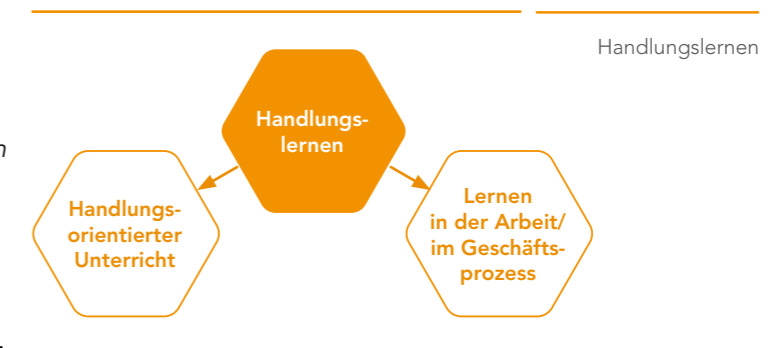 Handlungslernen
Handlungs-
lernen
n
Handlungs-
orientierter
Unterricht
Lernen
in der Arbeit/
im Geschäfts-
prozess